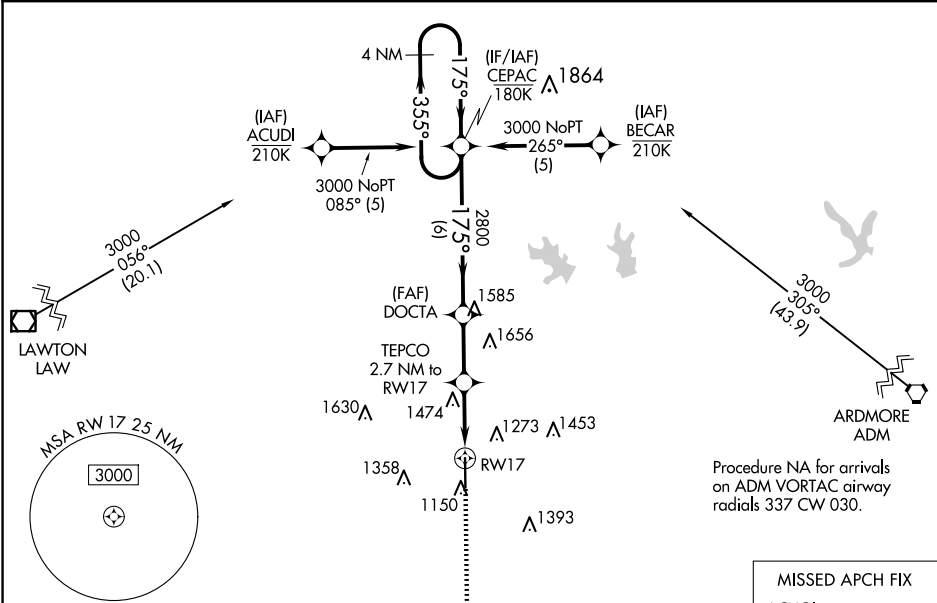 4 NM
175°
355°
(IF/IAF)
CEPAC
180K
1864
(IAF)
ACUDI
210K
3000 NoPT
085° (5)
3000 NoPT
265°
(5)
(IAF)
BECAR
210K
3000
056°
(20.1)
LAWTON
LAW
2800
175°
(6)
3000
305°
(43.9)
ARDMORE
ADM
(FAF)
DOCTA
1585
1656
TEPCO
2.7 NM to
RW17
1474
1630
1273
1453
RW17
1358
1150
1393
MSA RW 17 25 NM
3000
Procedure NA for arrivals
on ADM VORTAC airway
radials 337 CW 030.
MISSED APCH FIX